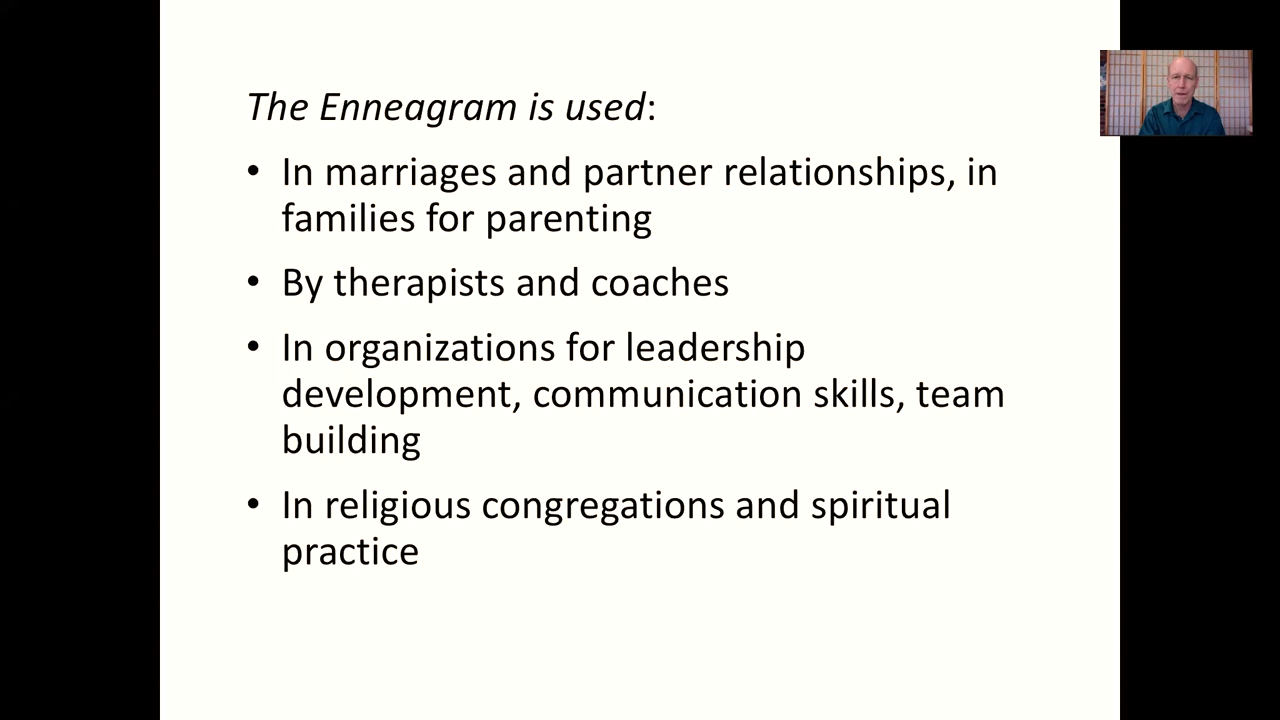 The Enneagram is used:
• In marriages and partner relationships, in
families for parenting
• By therapists and coaches
• In organizations for leadership
development, communication skills, team
building
• In religious congregations and spiritual
practice